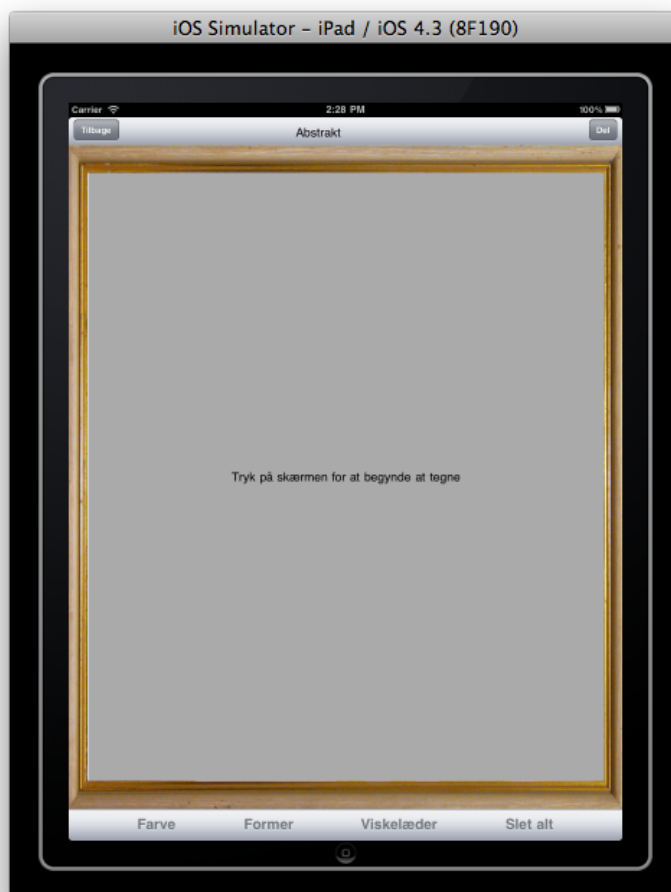 iOS Simulator – iPad / iOS 4.3 (8F190)
Carrier 2:28 PM 100%
Tilbage Abstrakt Del
Tryk på skærmen for at begynde at tegne
Farve Former Viskelæder Slet alt